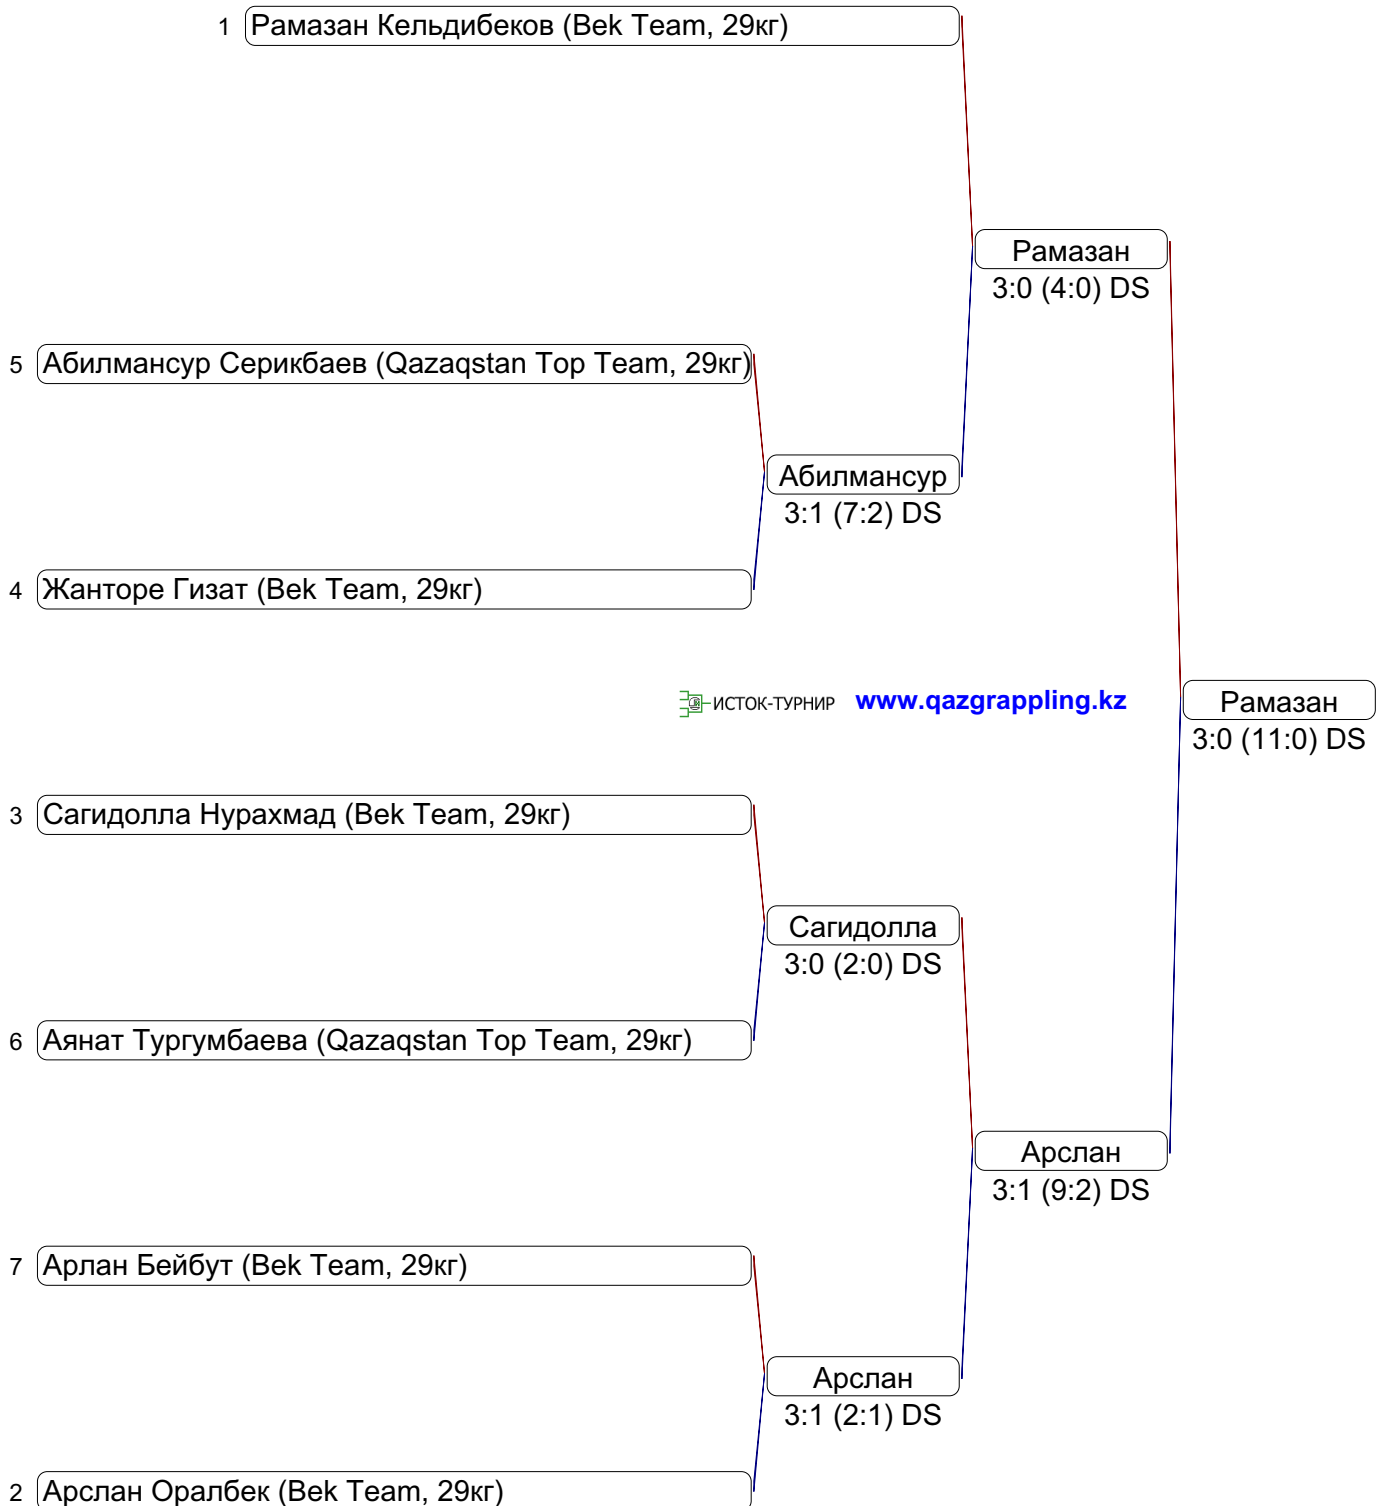 1 Рамазан Кельдибеков (Bek Team, 29кг)
Рамазан
3:0 (4:0) DS
5 Абилмансур Серикбаев (Qazaqstan Top Team, 29кг)
Абилмансур
3:1 (7:2) DS
4 Жанторе Гизат (Bek Team, 29кг)
ИСТОК-ТУРНИР www.qazgrappling.kz
Рамазан
3:0 (11:0) DS
3 Сагидолла Нурахмад (Bek Team, 29кг)
Сагидолла
3:0 (2:0) DS
6 Аянат Тургумбаева (Qazaqstan Top Team, 29кг)
Арслан
3:1 (9:2) DS
7 Арлан Бейбут (Bek Team, 29кг)
Арслан
3:1 (2:1) DS
2 Арслан Оралбек (Bek Team, 29кг)